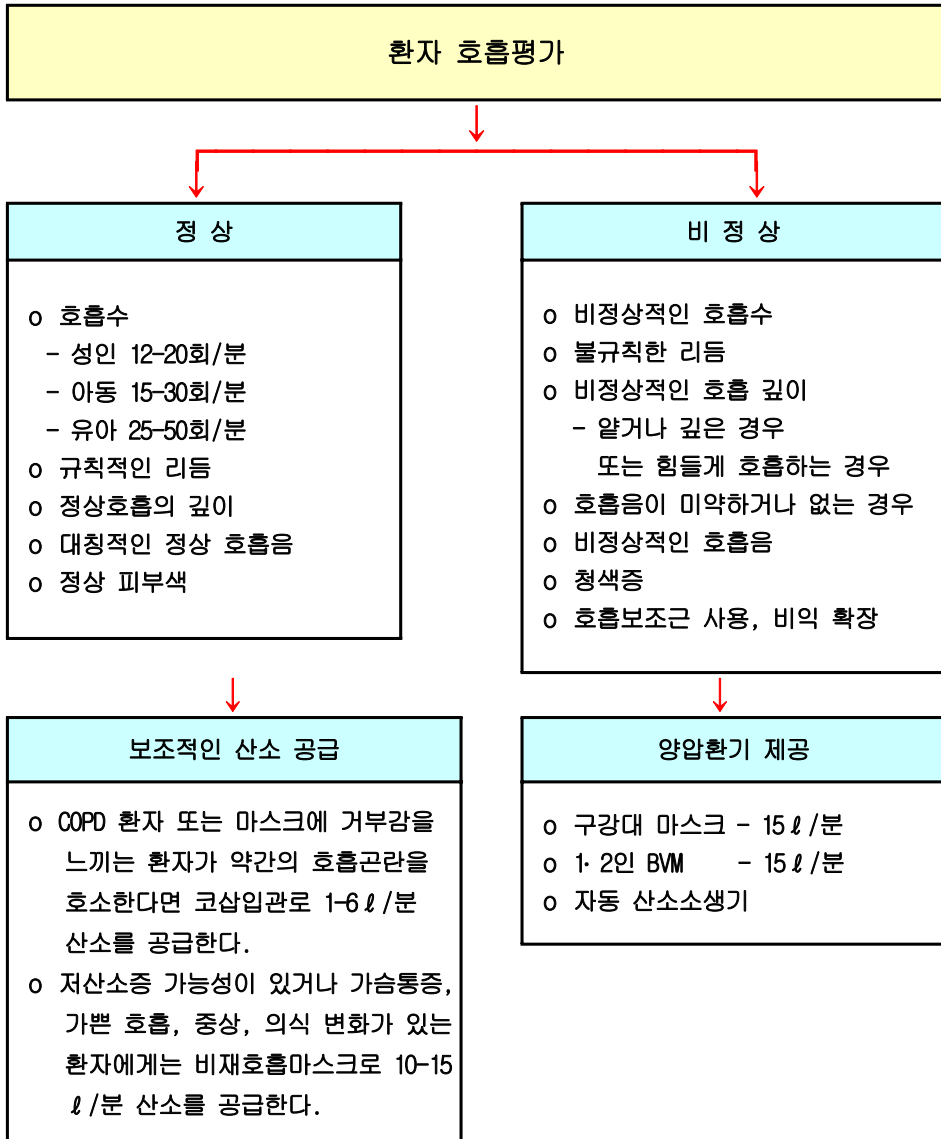 환자 호흡평가
정 상
o 호흡수
- 성인 12-20회/분
- 아동 15-30회/분
- 유아 25-50회/분
o 규칙적인 리듬
o 정상호흡의 깊이
o 대칭적인 정상 호흡음
o 정상 피부색
비 정 상
o 비정상적인 호흡수
o 불규칙한 리듬
o 비정상적인 호흡 깊이
- 얕거나 깊은 경우
또는 힘들게 호흡하는 경우
o 호흡음이 미약하거나 없는 경우
o 비정상적인 호흡음
o 청색증
o 호흡보조근 사용, 비익 확장
보조적인 산소 공급
o COPD 환자 또는 마스크에 거부감을
느끼는 환자가 약간의 호흡곤란을
호소한다면 코삽입관로 1-6ℓ/분
산소를 공급한다.
o 저산소증 가능성이 있거나 가슴통증,
가쁜 호흡, 중상, 의식 변화가 있는
환자에게는 비재호흡마스크로 10-15
ℓ/분 산소를 공급한다.
양압환기 제공
o 구강대 마스크 - 15ℓ/분
o 1·2인 BVM - 15ℓ/분
o 자동 산소소생기